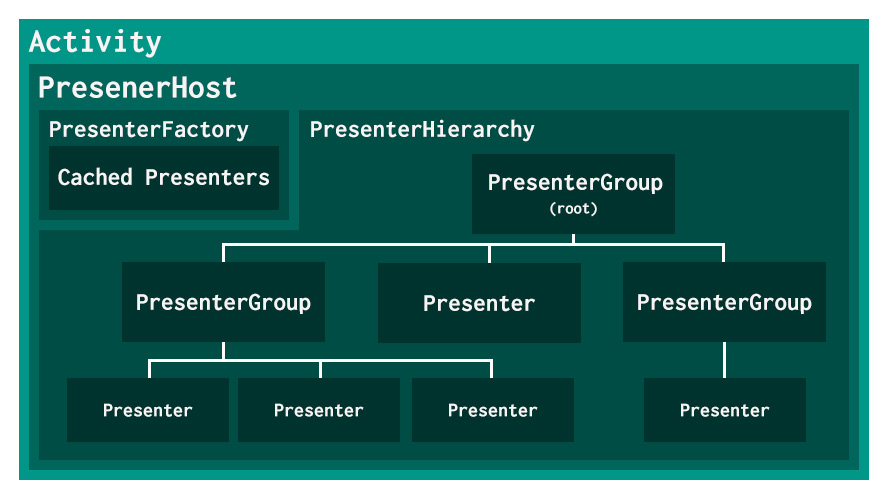 Activity
PresenerHost
PresenterFactory
PresenterHierarchy
Cached Presenters
PresenterGroup
(root)
PresenterGroup
Presenter
PresenterGroup
Presenter
Presenter
Presenter
Presenter